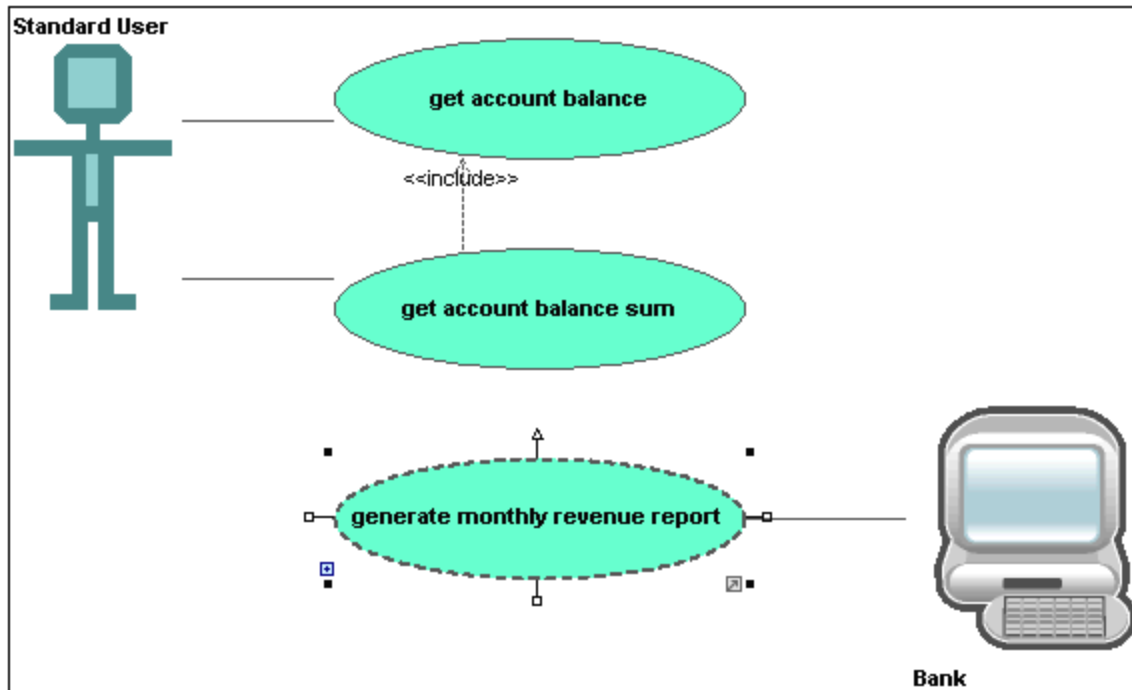 Standard User
get account balance
<<include>>
get account balance sum
generate monthly revenue report
Bank